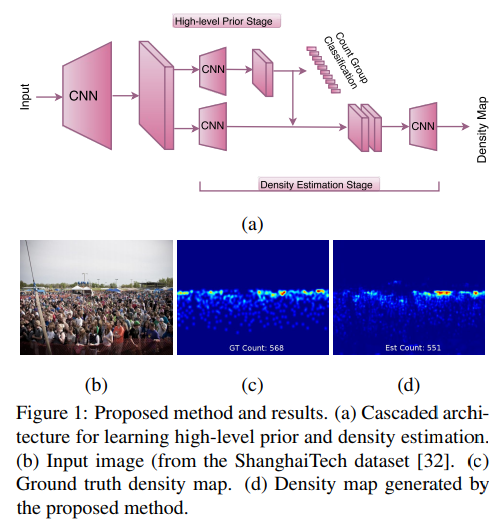 High-level Prior Stage
Input
CNN
CNN
Count Group
Classification
CNN
CNN
Density Map
Density Estimation Stage
(a)
GT Count: 568
Est Count: 551
(b)
(c)
(d)
Figure 1: Proposed method and results. (a) Cascaded archi-
tecture for learning high-level prior and density estimation.
(b) Input image (from the ShanghaiTech dataset [32]. (c)
Ground truth density map. (d) Density map generated by
the proposed method.